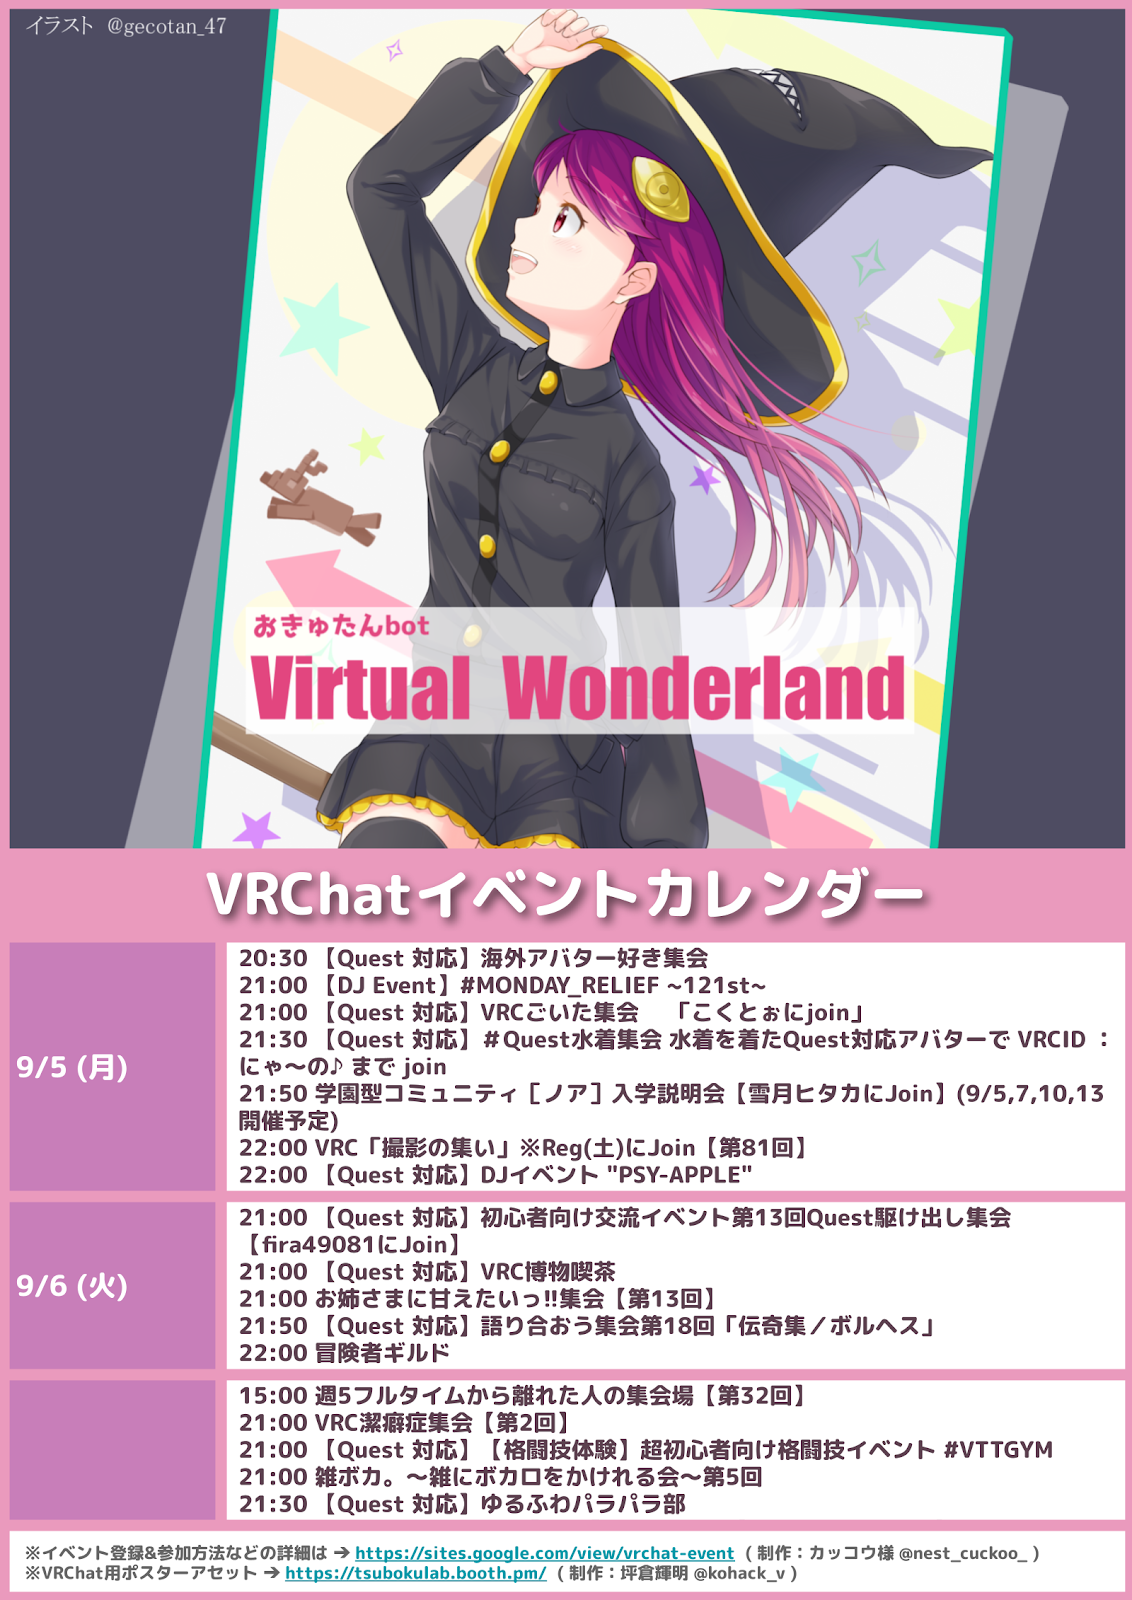 イラスト @gecotan_47
おきゅたんbot
Virtual Wonderland
VRChatイベントカレンダー
9/5 (月)
20:30 【Quest 対応】海外アバター好き集会
21:00 【DJ Event】#MONDAY_RELIEF ~121st~
21:00 【Quest 対応】VRCごいた集会　「こくとぉにjoin」
21:30 【Quest 対応】＃Quest水着集会 水着を着たQuest対応アバターで VRCID ：
にゃ～の♪ まで join
21:50 学園型コミュニティ［ノア］入学説明会【雪月ヒタカにJoin】(9/5,7,10,13
開催予定)
22:00 VRC「撮影の集い」※Reg(土)にJoin【第81回】
22:00 【Quest 対応】DJイベント "PSY-APPLE"
9/6 (火)
21:00 【Quest 対応】初心者向け交流イベント第13回Quest駆け出し集会
【fira49081にJoin】
21:00 【Quest 対応】VRC博物喫茶
21:00 お姉さまに甘えたいっ!!集会【第13回】
21:50 【Quest 対応】語り合おう集会第18回「伝奇集／ボルヘス」
22:00 冒険者ギルド
15:00 週5フルタイムから離れた人の集会場【第32回】
21:00 VRC潔癖症集会【第2回】
21:00 【Quest 対応】【格闘技体験】超初心者向け格闘技イベント #VTTGYM
21:00 雑ボカ。～雑にボカロをかけれる会～第5回
21:30 【Quest 対応】ゆるふわパラパラ部
※イベント登録&参加方法などの詳細は → https://sites.google.com/view/vrchat-event ( 制作：カッコウ様 @nest_cuckoo_ )
※VRChat用ポスターアセット → https://tsubokulab.booth.pm/ ( 制作：坪倉輝明 @kohack_v )